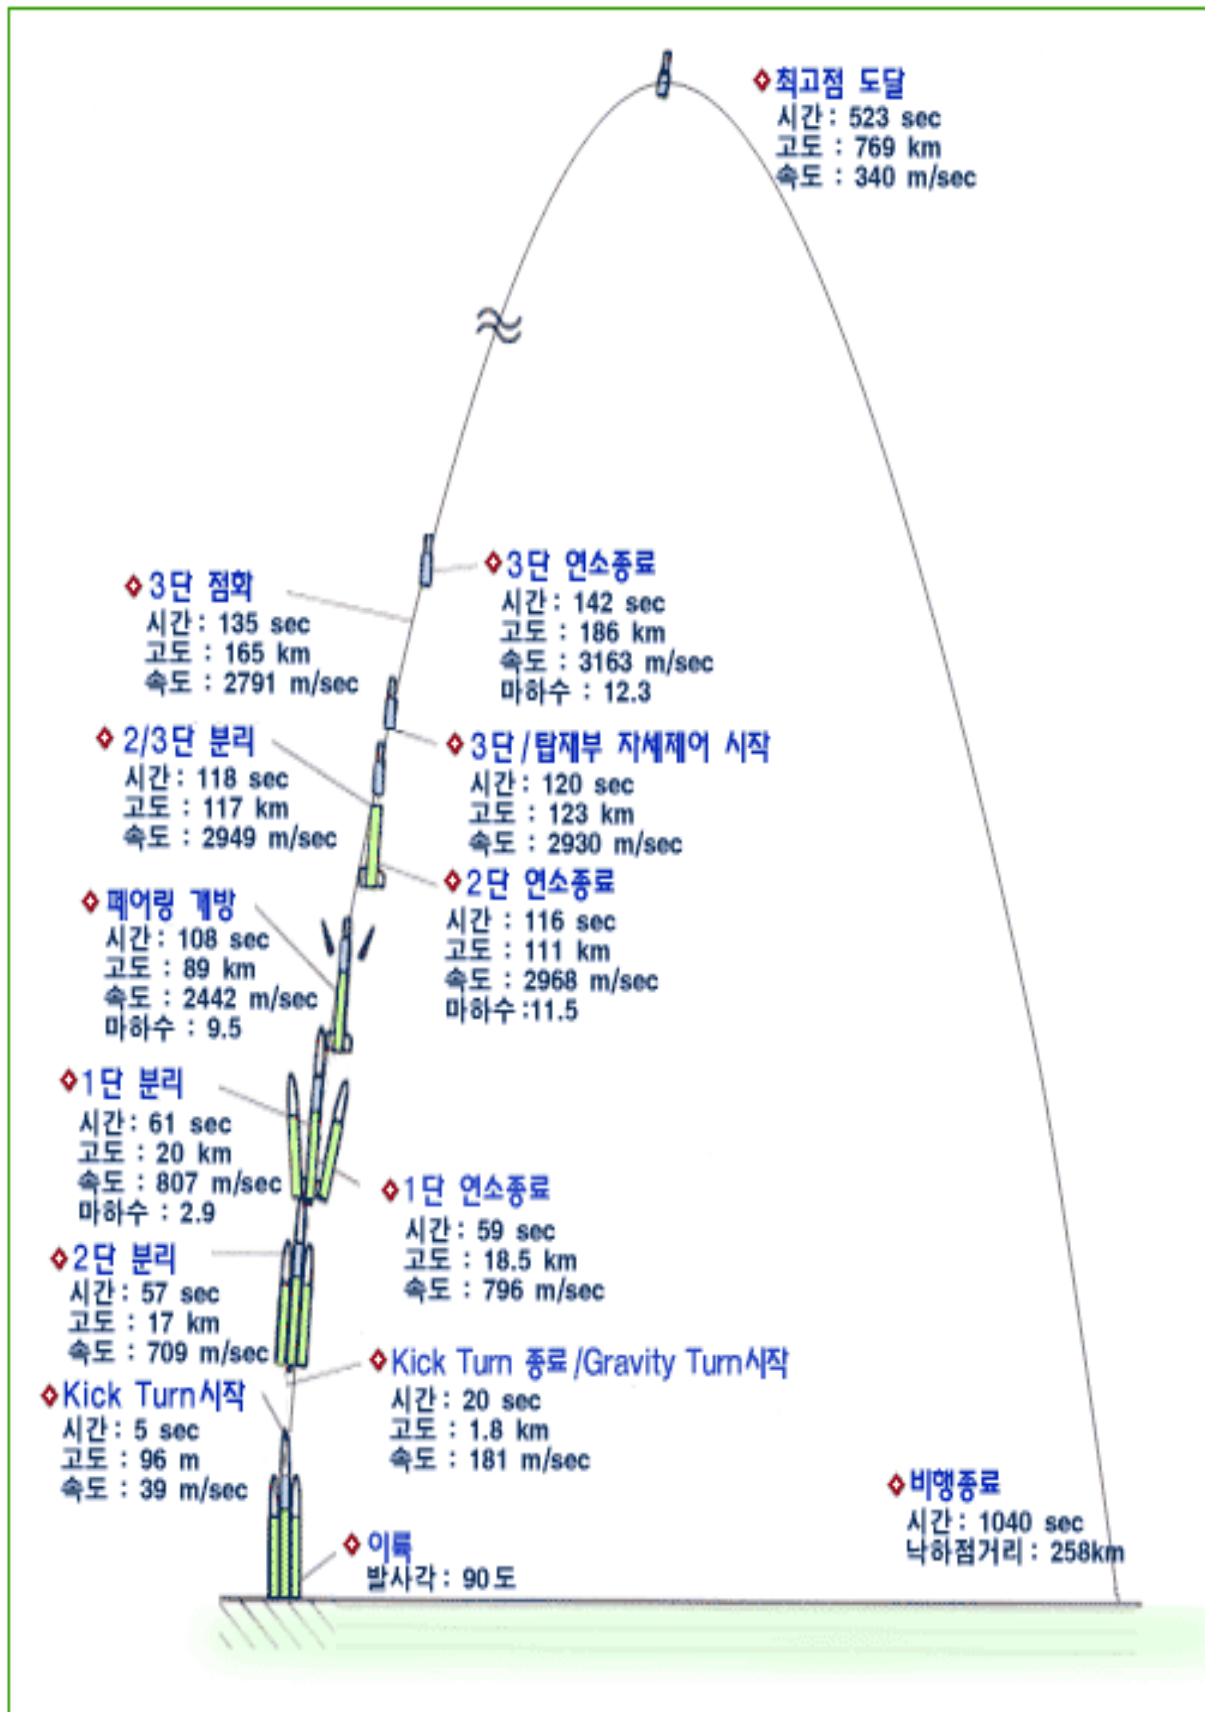 최고점 도달
시간 : 523 sec
고도 : 769 km
속도 : 340 m/sec
3단 연소종료
시간 : 142 sec
고도 : 186 km
속도 : 3163 m/sec
마하수 : 12.3
3단 점화
시간 : 135 sec
고도 : 165 km
속도 : 2791 m/sec
2/3단 분리
시간 : 118 sec
고도 : 117 km
속도 : 2949 m/sec
3단/탑재부 자세제어 시작
시간 : 120 sec
고도 : 123 km
속도 : 2930 m/sec
2단 연소종료
시간 : 116 sec
고도 : 111 km
속도 : 2968 m/sec
마하수 :11.5
페어링 개방
시간 : 108 sec
고도 : 89 km
속도 : 2442 m/sec
마하수 : 9.5
1단 분리
시간 : 61 sec
고도 : 20 km
속도 : 807 m/sec
마하수 : 2.9
1단 연소종료
시간 : 59 sec
고도 : 18.5 km
속도 : 796 m/sec
2단 분리
시간 : 57 sec
고도 : 17 km
속도 : 709 m/sec
Kick Turn 종료/Gravity Turn시작
시간 : 20 sec
고도 : 1.8 km
속도 : 181 m/sec
Kick Turn시작
시간 : 5 sec
고도 : 96 m
속도 : 39 m/sec
비행종료
시간 : 1040 sec
낙하점거리 : 258km
이륙
발사각 : 90도